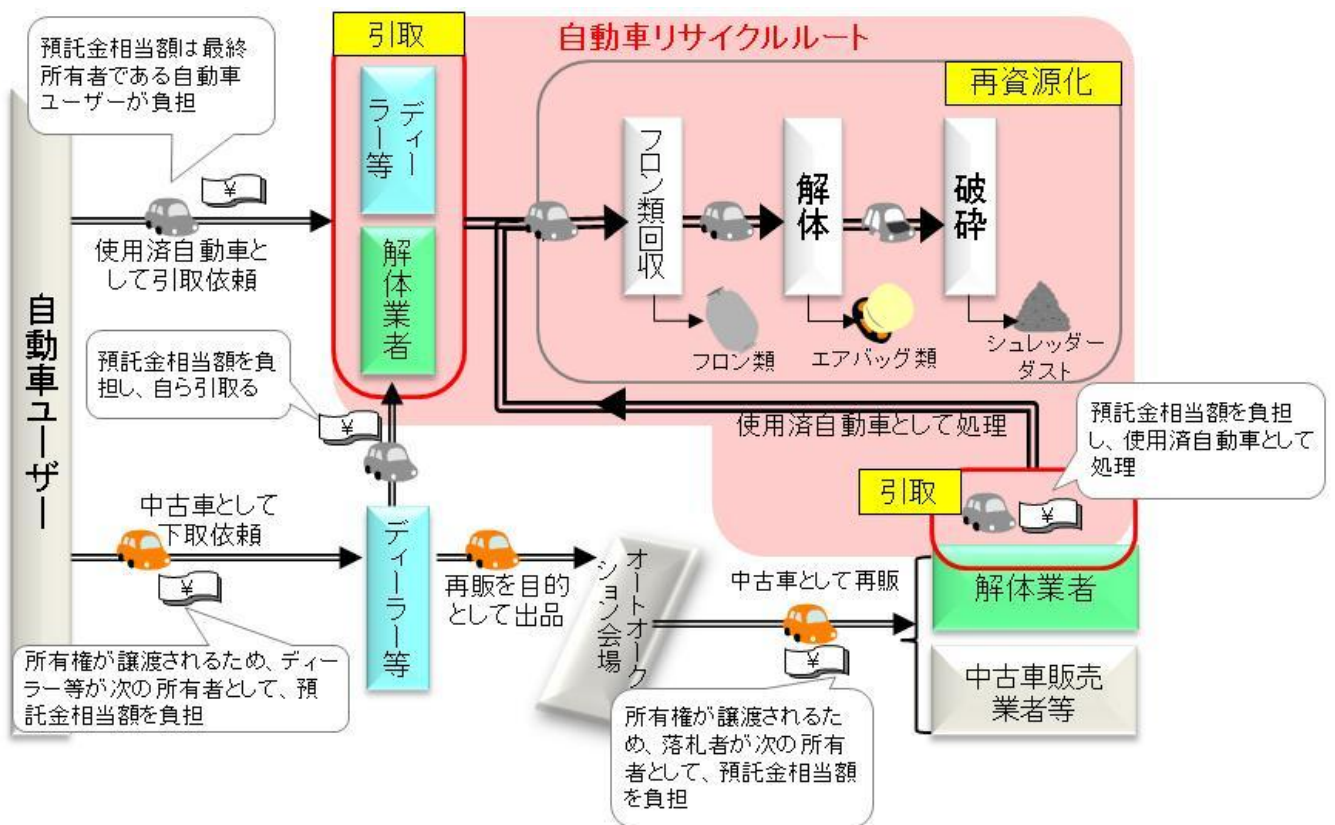 預託金相当額は最終
所有者である自動車
ユーザーが負担
引取
自動車リサイクルルート
再資源化
ディー
ラー等
解体業者
フロン類回収
解体
破砕
フロン類
エアバッグ類
シュレッダー
ダスト
¥
使用済自動車と
して引取依頼
自動車ユーザー
預託金相当額を負
担し、自ら引取る
¥
使用済自動車として処理
預託金相当額を負担
し、使用済自動車として
処理
引取
¥
中古車として
下取依頼
¥
ディーラー等
再販を目的
として出品
オートオーク
ション会場
中古車として再販
¥
解体業者
中古車販売
業者等
所有権が譲渡されるため、ディー
ラー等が次の所有者として、預
託金相当額を負担
所有権が譲渡されるた
め、落札者が次の所有
者として、預託金相当額
を負担